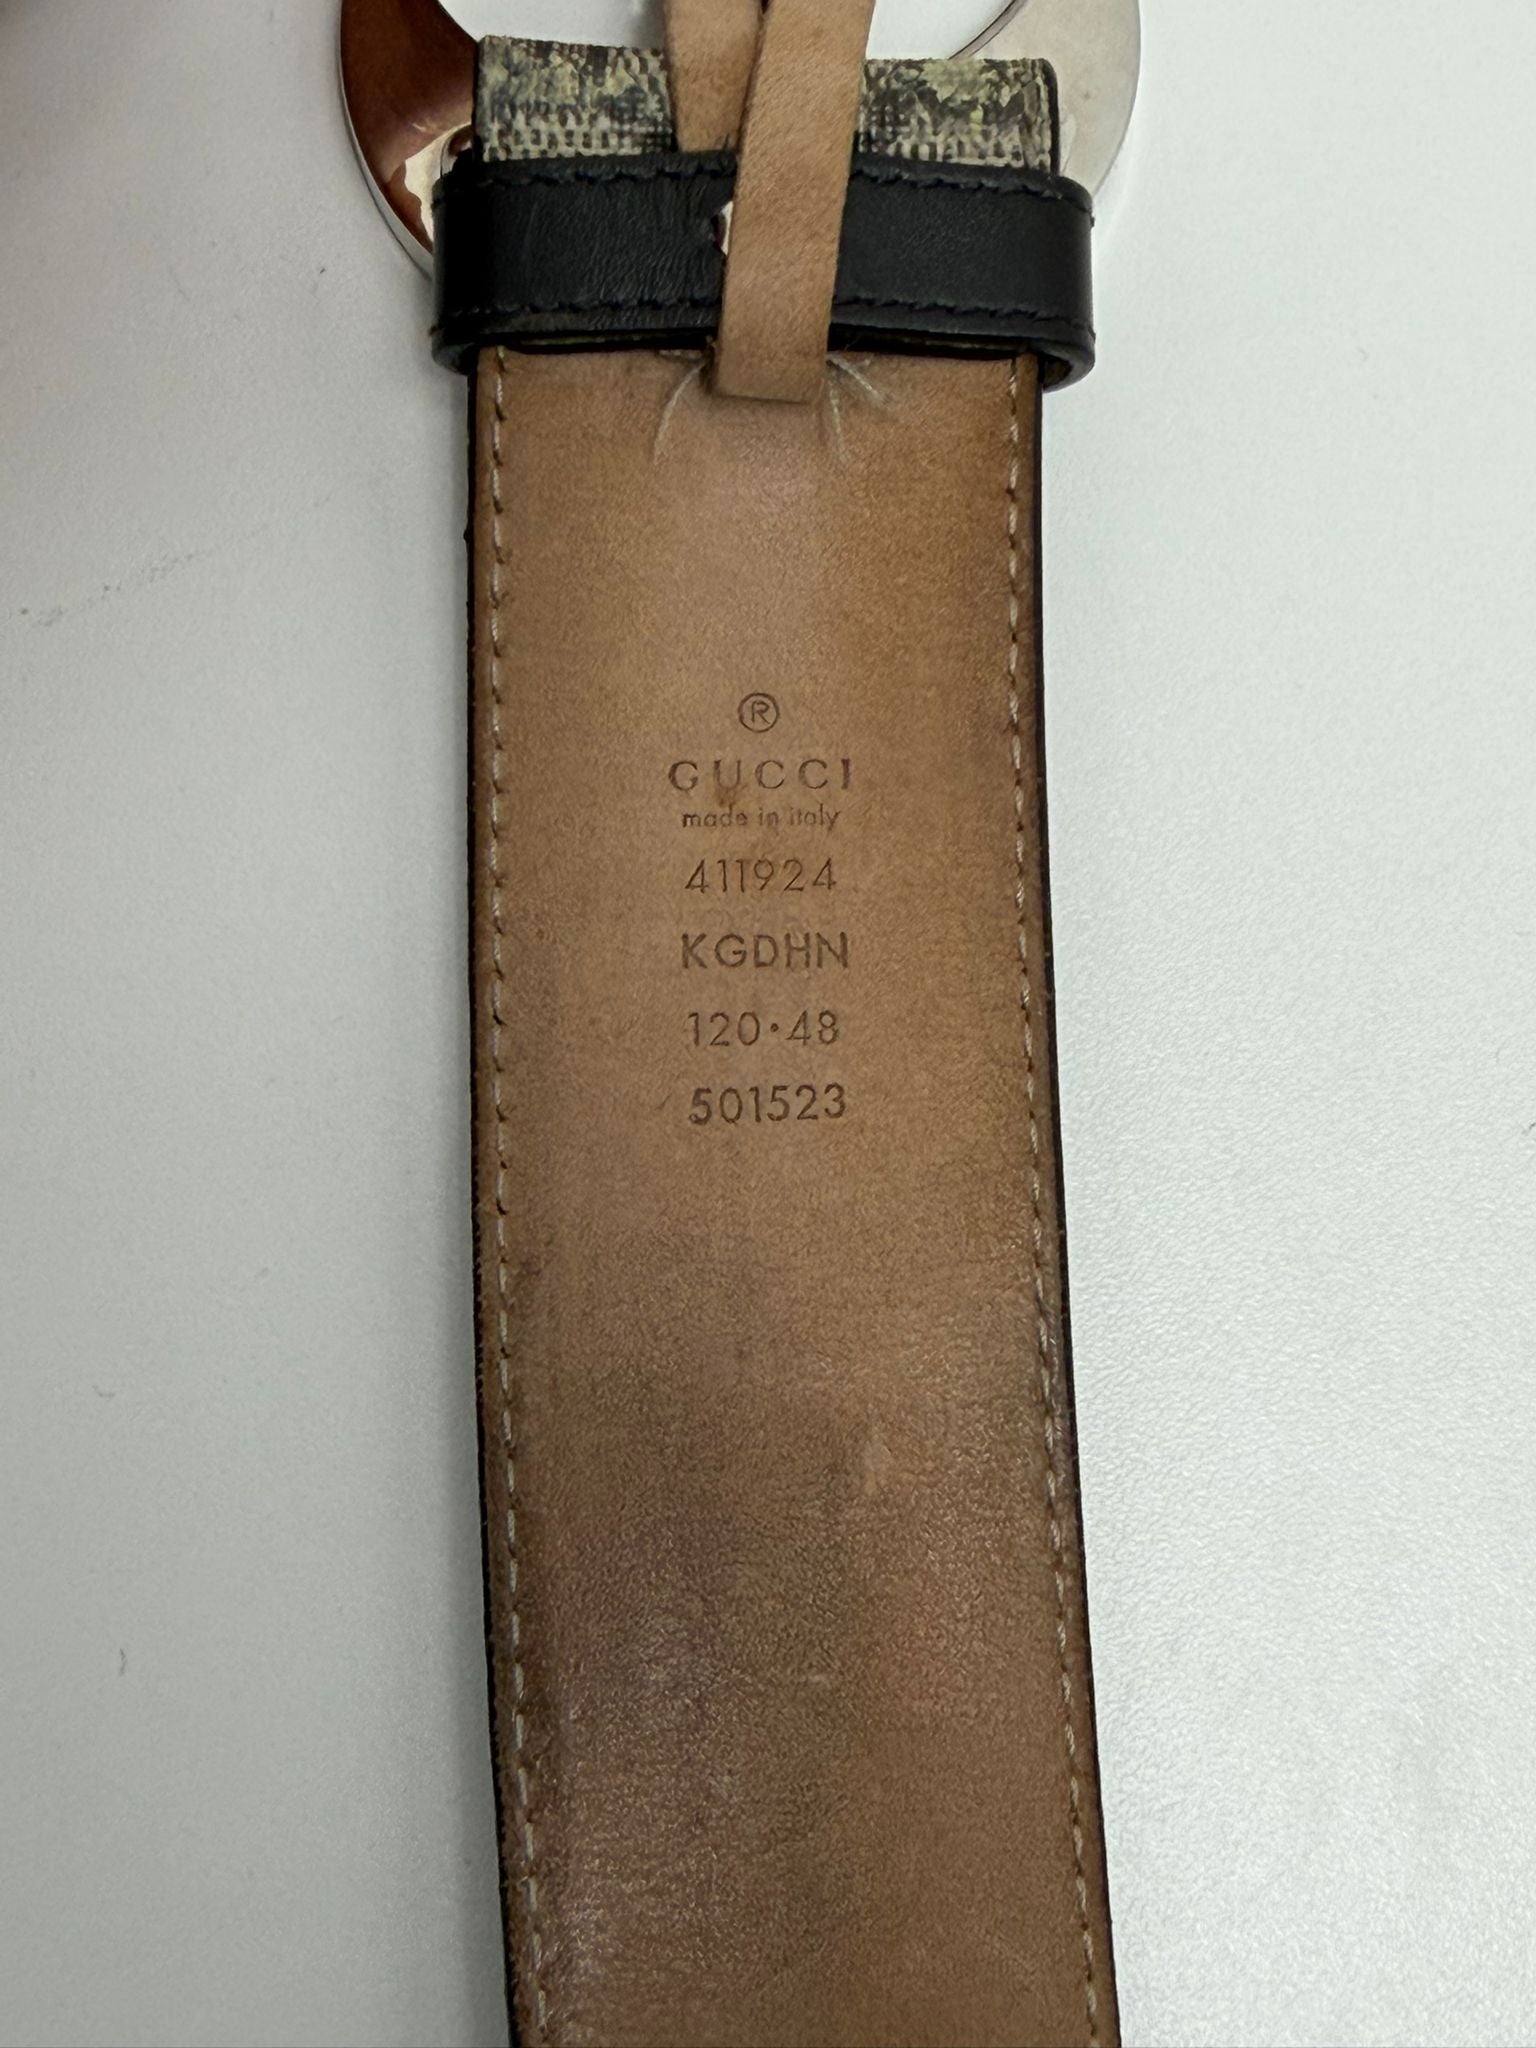 ®
GUCCI
made in italy
411924
KGDHN
120·48
501523